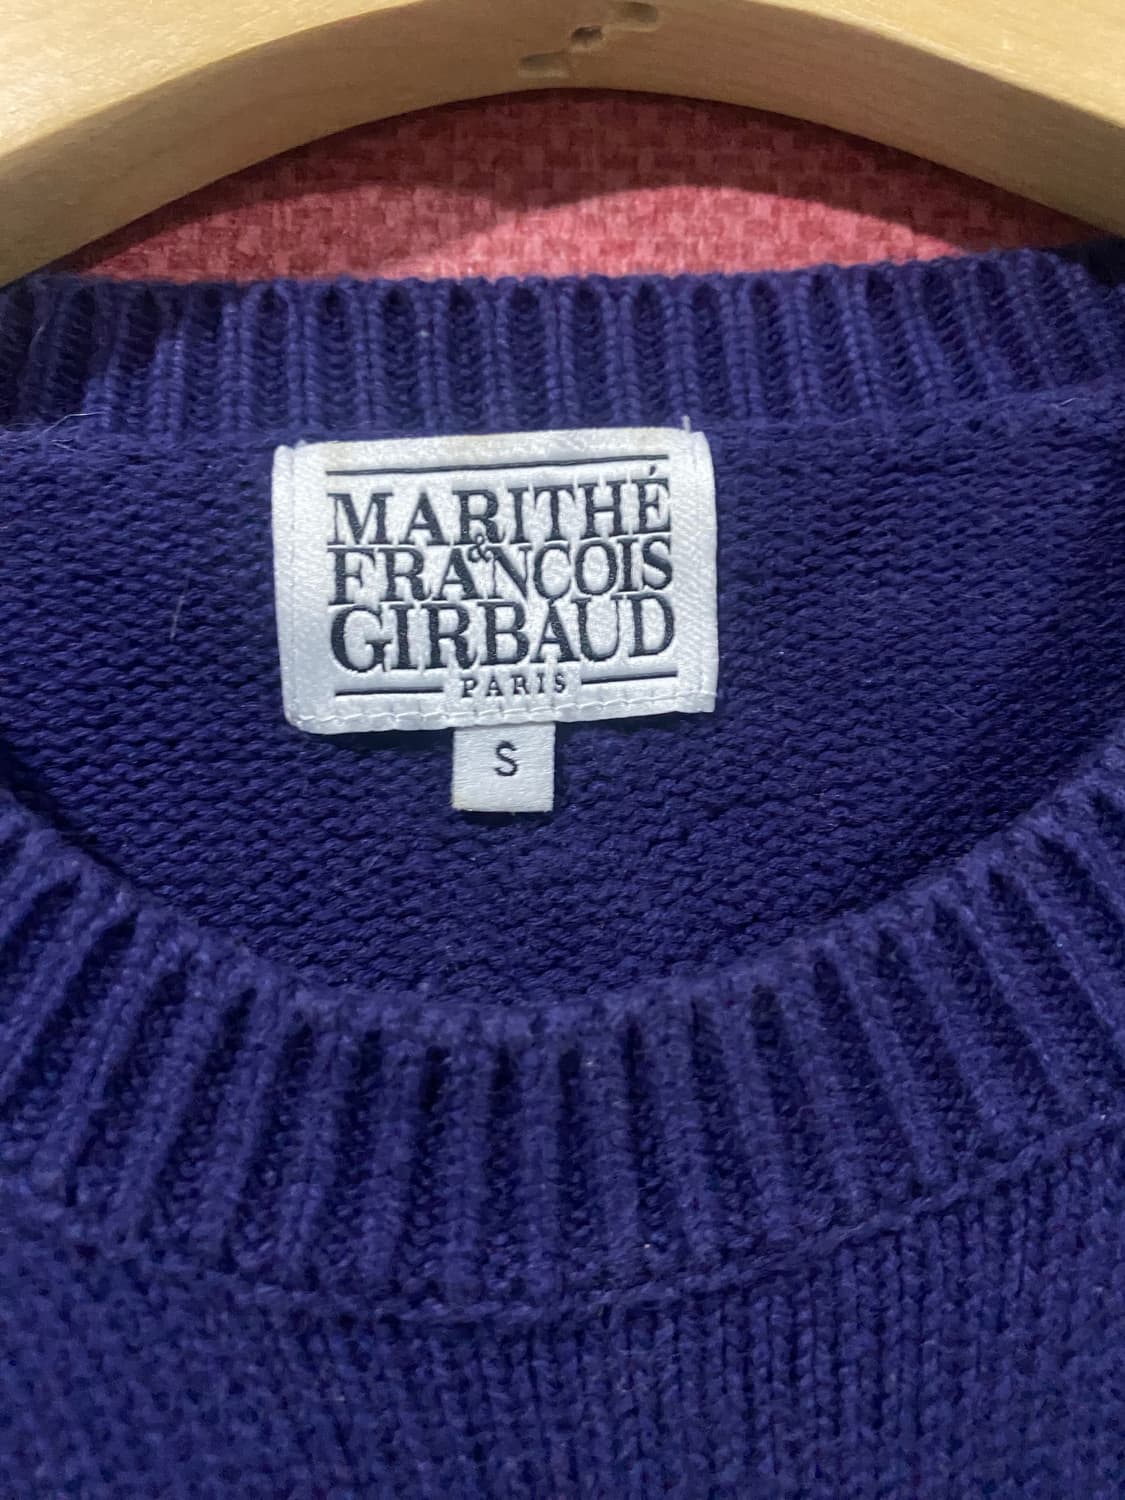 MARITHÉ
&
FRANÇOIS
GIRBAUD
PARIS
S